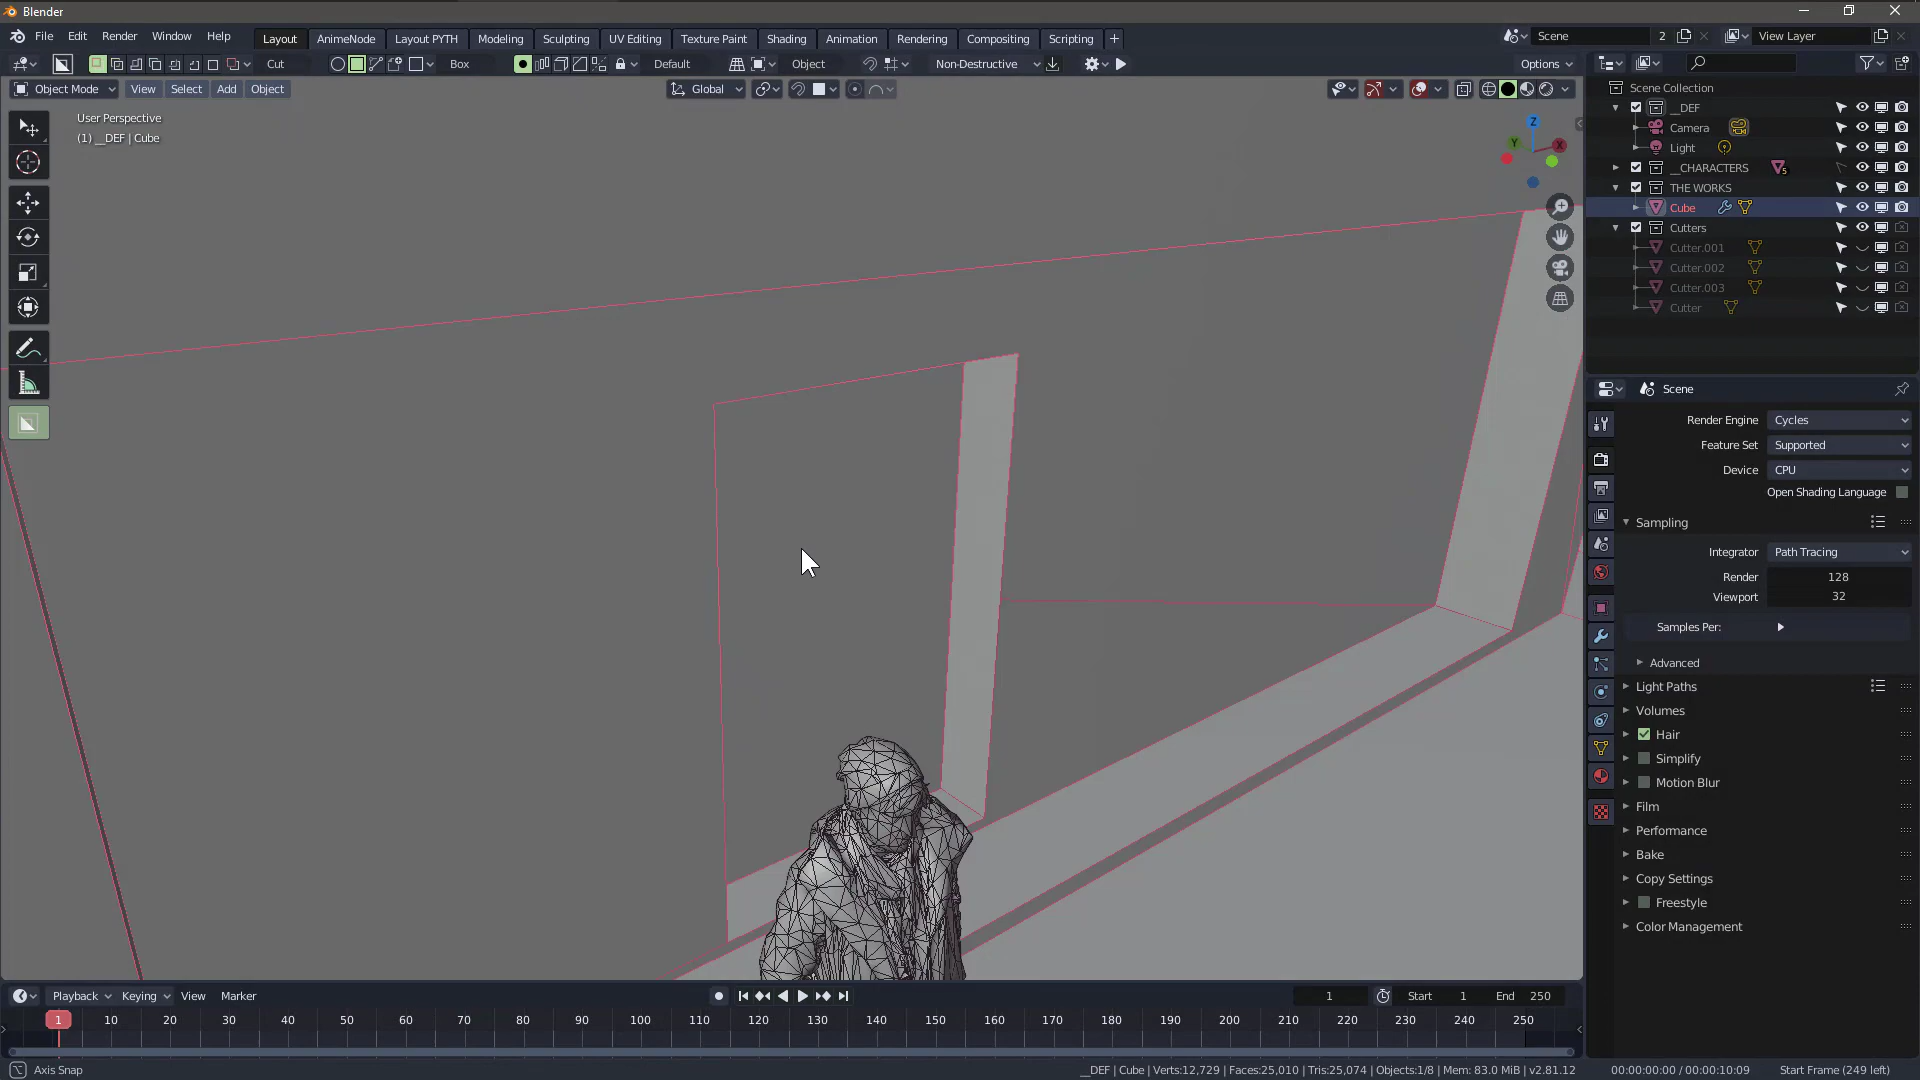 Blender
File Edit Render Window Help Layout AnimeNode Layout PYTH Modeling Sculpting UV Editing Texture Paint Shading Animation Rendering Compositing Scripting + Scene 2 View Layer
Cut Box Default Object Non-Destructive Options
Object Mode View Select Add Object Global
User Perspective
(1) __DEF | Cube
Z
Y
X
Scene Collection
__DEF
Camera
Light
__CHARACTERS 5
THE WORKS
Cube
Cutters
Cutter.001
Cutter.002
Cutter.003
Cutter
Scene
Render Engine Cycles
Feature Set Supported
Device CPU
Open Shading Language
Sampling
Integrator Path Tracing
Render 128
Viewport 32
Samples Per:
Advanced
Light Paths
Volumes
Hair
Simplify
Motion Blur
Film
Performance
Bake
Copy Settings
Freestyle
Color Management
Playback Keying View Marker 1 Start 1 End 250
1 10 20 30 40 50 60 70 80 90 100 110 120 130 140 150 160 170 180 190 200 210 220 230 240 250
Axis Snap __DEF | Cube | Verts:12,729 | Faces:25,010 | Tris:25,074 | Objects:1/8 | Mem: 83.0 MiB | v2.81.12 00:00:00:00 / 00:00:10:09 Start Frame (249 left)